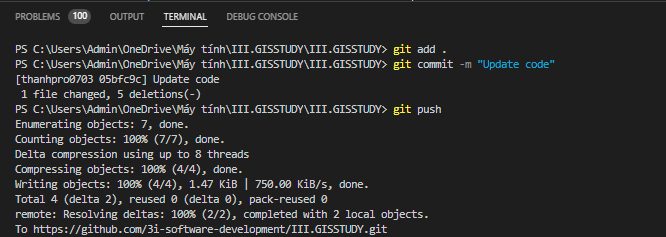 PROBLEMS 100 OUTPUT TERMINAL DEBUG CONSOLE
PS C:\Users\Admin\OneDrive\Máy tính\III.GISSTUDY\III.GISSTUDY> git add .
PS C:\Users\Admin\OneDrive\Máy tính\III.GISSTUDY\III.GISSTUDY> git commit -m "Update code"
[thanhpro0703 05bfc9c] Update code
1 file changed, 5 deletions(-)
PS C:\Users\Admin\OneDrive\Máy tính\III.GISSTUDY\III.GISSTUDY> git push
Enumerating objects: 7, done.
Counting objects: 100% (7/7), done.
Delta compression using up to 8 threads
Compressing objects: 100% (4/4), done.
Writing objects: 100% (4/4), 1.47 KiB | 750.00 KiB/s, done.
Total 4 (delta 2), reused 0 (delta 0), pack-reused 0
remote: Resolving deltas: 100% (2/2), completed with 2 local objects.
To https://github.com/3i-software-development/III.GISSTUDY.git